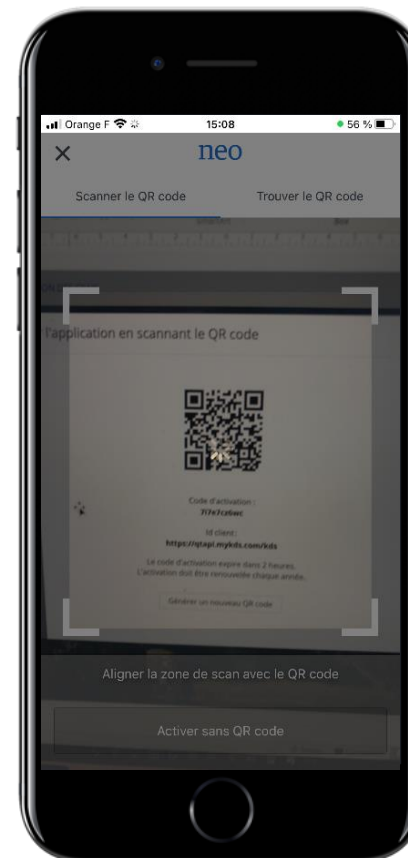 Orange F
15:08
56 %
neo
Scanner le QR code
Trouver le QR code
l'application en scannant le QR code
Code d'activation :
Id client :
https://qtapi.mykds.com/kds
Le code d'activation expire dans 2 heures.
L'activation doit être renouvelée chaque année.
Générer un nouveau QR code
Aligner la zone de scan avec le QR code
Activer sans QR code